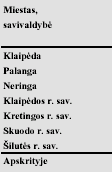 Miestas,
savivaldybė
Klaipėda
Palanga
Neringa
Klaipėdos r. sav.
Kretingos r. sav.
Skuodo r. sav.
Šilutės r. sav.
Apskrityje